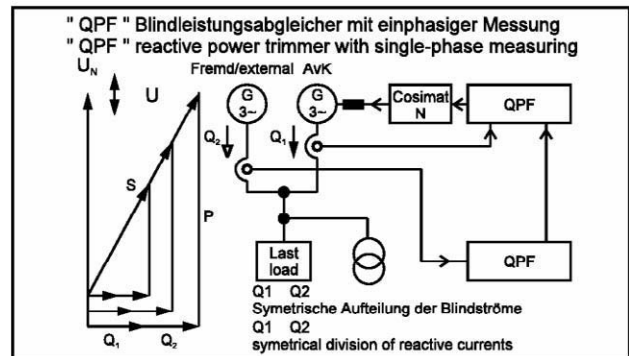 " QPF " Blindleistungsabgleicher mit einphasiger Messung
" QPF " reactive power trimmer with single-phase measuring
U_N
U
Fremd/external AvK
G
3~
G
3~
Cosimat
N
QPF
Q₂
Q₁
S
P
Last
load
QPF
Q1 Q2
Symetrische Aufteilung der Blindströme
Q₁ Q₂
Q1 Q2
symetrical division of reactive currents